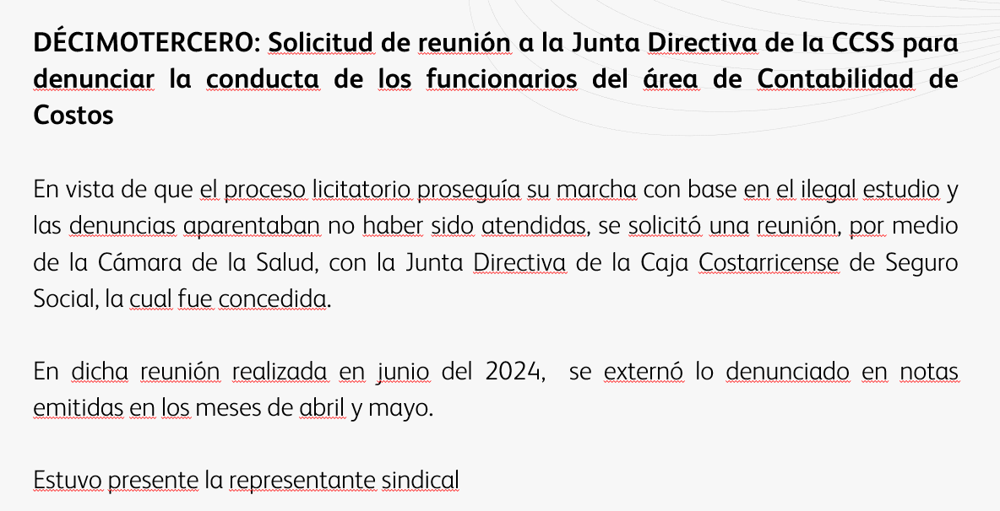 DÉCIMOTERCERO: Solicitud de reunión a la Junta Directiva de la CCSS para
denunciar la conducta de los funcionarios del área de Contabilidad de
Costos
En vista de que el proceso licitatorio proseguía su marcha con base en el ilegal estudio y
las denuncias aparentaban no haber sido atendidas, se solicitó una reunión, por medio
de la Cámara de la Salud, con la Junta Directiva de la Caja Costarricense de Seguro
Social, la cual fue concedida.
En dicha reunión realizada en junio del 2024,  se externó lo denunciado en notas
emitidas en los meses de abril y mayo.
Estuvo presente la representante sindical